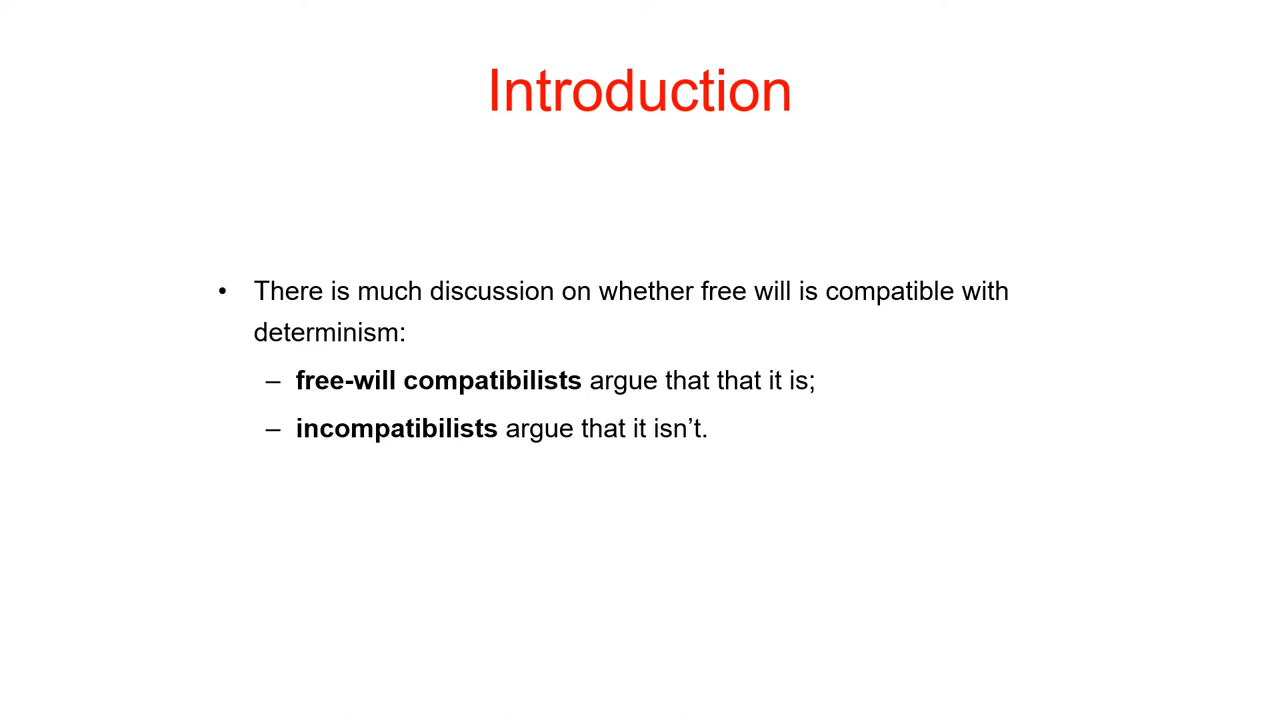 Introduction
• There is much discussion on whether free will is compatible with
determinism:
– free-will compatibilists argue that that it is;
– incompatibilists argue that it isn’t.